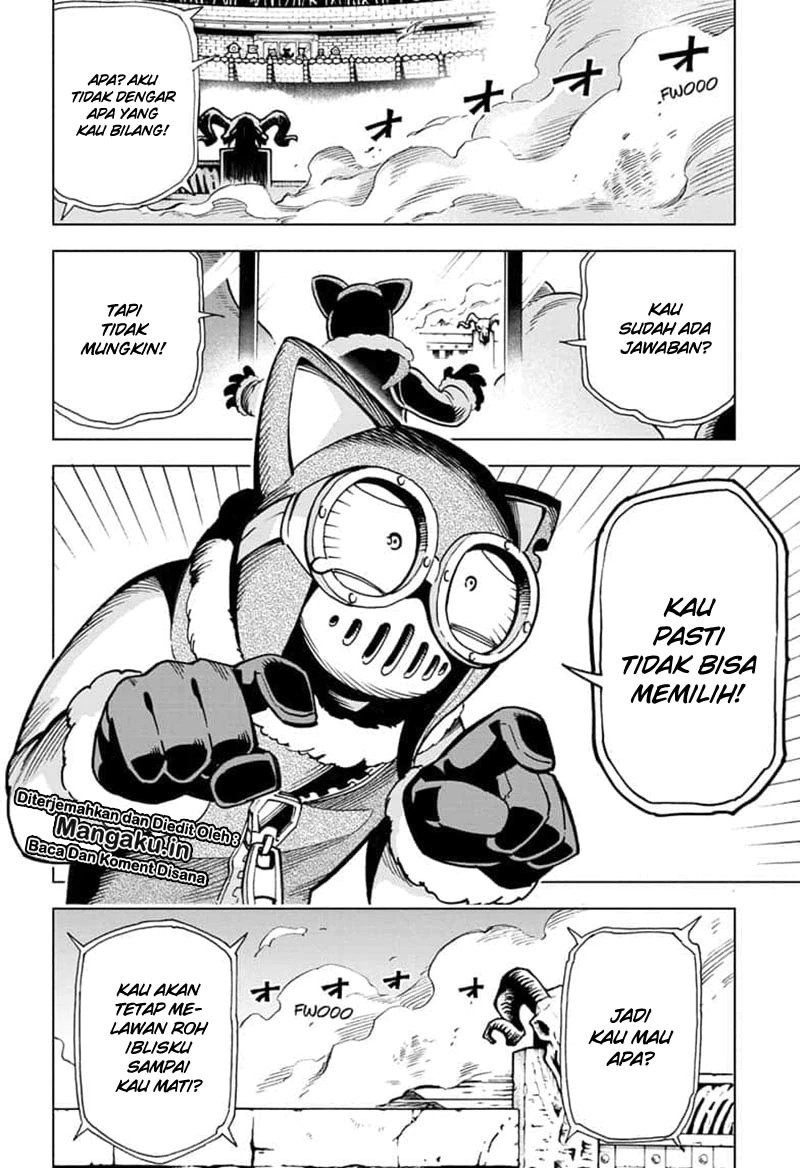 APA? AKU
TIDAK DENGAR
APA YANG
KAU BILANG!
オ オ オ オ
FWOOO
KAU
SUDAH ADA
JAWABAN?
TAPI
TIDAK
MUNGKIN!
KAU
PASTI
TIDAK BISA
MEMILIH!
Diterjemahkan dan Diedit Oleh :
Mangaku.in
Baca Dan Koment Disana
JADI
KAU MAU
APA?
オ オ オ オ
FWOOO
KAU AKAN
TETAP ME-
LAWAN ROH
IBLISKU
SAMPAI
KAU MATI?